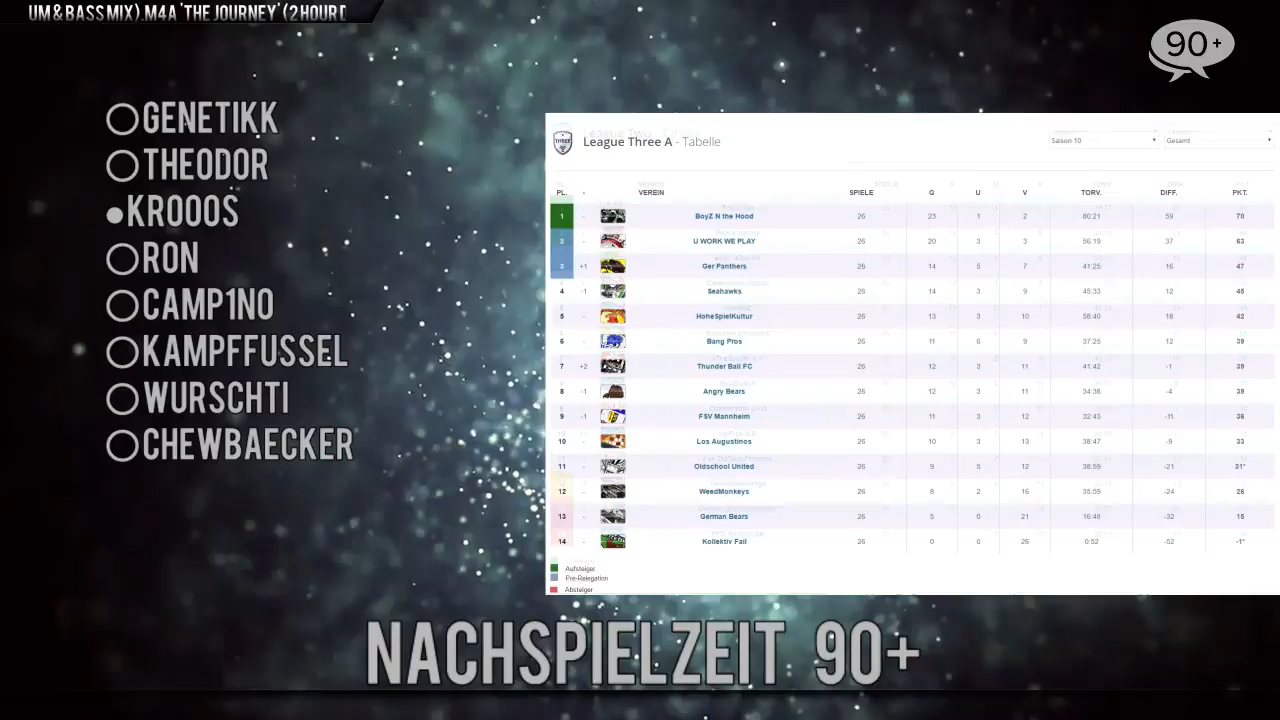 UM & BASS MIX).M4A 'THE JOURNEY' (2 HOUR D
90+
GENETIKK
THEODOR
KROOOS
RON
CAMP1NO
KAMPFFUSSEL
WURSCHTI
CHEWBAECKER
THREE
League Three A - Tabelle
Saison 10
Gesamt
PL. - VEREIN SPIELE G U V TORV. DIFF. PKT.
1 - BoyZ N the Hood 26 23 1 2 80:21 59 70
2 - U WORK WE PLAY 26 20 3 3 56:19 37 63
3 +1 Ger Panthers 26 14 5 7 41:25 16 47
4 -1 Seahawks 26 14 3 9 45:33 12 45
5 - HoheSpielKultur 26 13 3 10 58:40 18 42
6 - Bang Pros 26 11 6 9 37:25 12 39
7 +2 Thunder Ball FC 26 12 3 11 41:42 -1 39
8 -1 Angry Bears 26 12 3 11 34:38 -4 39
9 -1 FSV Mannheim 26 11 3 12 32:43 -11 36
10 - Los Augustinos 26 10 3 13 38:47 -9 33
11 - Oldschool United 26 9 5 12 38:59 -21 31*
12 - WeedMonkeys 26 8 2 16 35:59 -24 26
13 - German Bears 26 5 0 21 16:48 -32 15
14 - Kollektiv Fail 26 0 0 26 0:52 -52 -1*
Aufsteiger
Pre-Relegation
Absteiger
NACHSPIELZEIT 90+